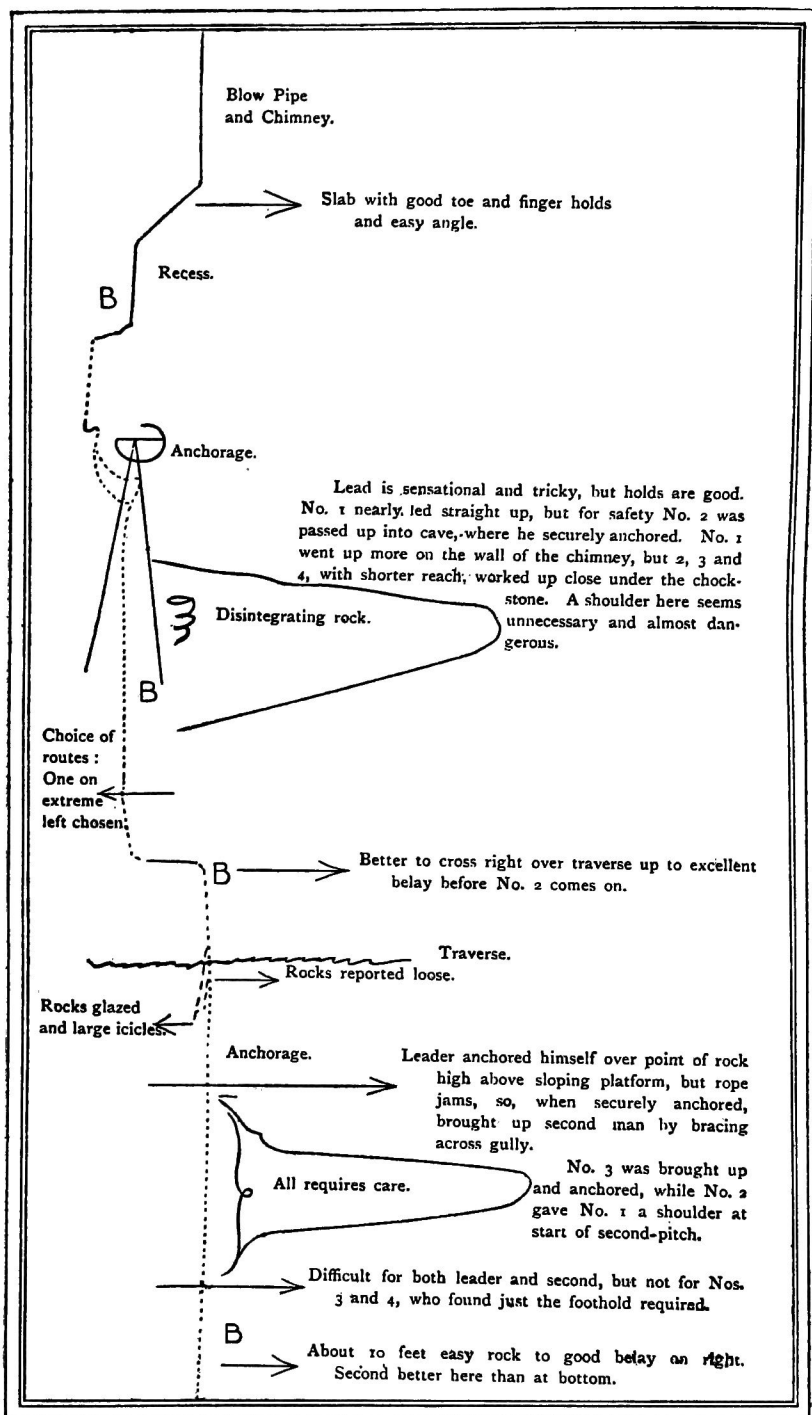 Blow Pipe
and Chimney.
Slab with good toe and finger holds
and easy angle.
Recess.
B
Anchorage.
Lead is sensational and tricky, but holds are good.
No. 1 nearly led straight up, but for safety No. 2 was
passed up into cave, where he securely anchored. No. 1
went up more on the wall of the chimney, but 2, 3 and
4, with shorter reach, worked up close under the chock-
stone. A shoulder here seems
unnecessary and almost dan-
gerous.
Disintegrating rock.
B
Choice of
routes :
One on
extreme
left chosen.
B
Better to cross right over traverse up to excellent
belay before No. 2 comes on.
Traverse.
Rocks reported loose.
Rocks glazed
and large icicles.
Anchorage.
Leader anchored himself over point of rock
high above sloping platform, but rope
jams, so, when securely anchored,
brought up second man by bracing
across gully.
All requires care.
No. 3 was brought up
and anchored, while No. 2
gave No. 1 a shoulder at
start of second-pitch.
Difficult for both leader and second, but not for Nos.
3 and 4, who found just the foothold required.
B
About 10 feet easy rock to good belay on right.
Second better here than at bottom.